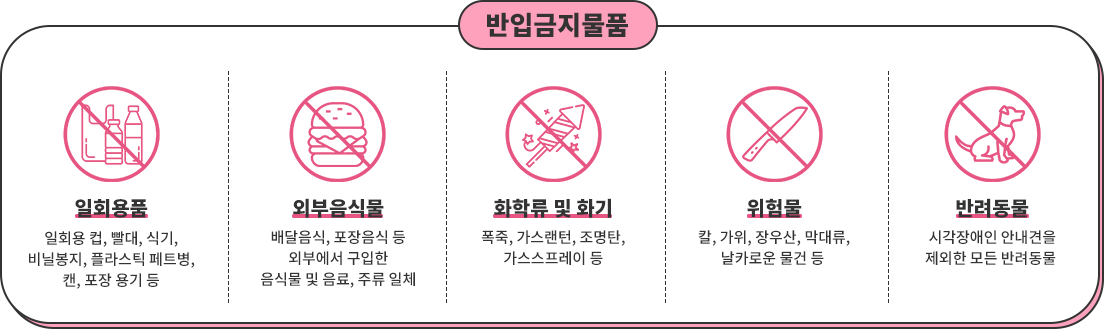 반입금지물품
일회용품
일회용 컵, 빨대, 식기,
비닐봉지, 플라스틱 페트병,
캔, 포장 용기 등
외부음식물
배달음식, 포장음식 등
외부에서 구입한
음식물 및 음료, 주류 일체
화학류 및 화기
폭죽, 가스랜턴, 조명탄,
가스스프레이 등
위험물
칼, 가위, 장우산, 막대류,
날카로운 물건 등
반려동물
시각장애인 안내견을
제외한 모든 반려동물